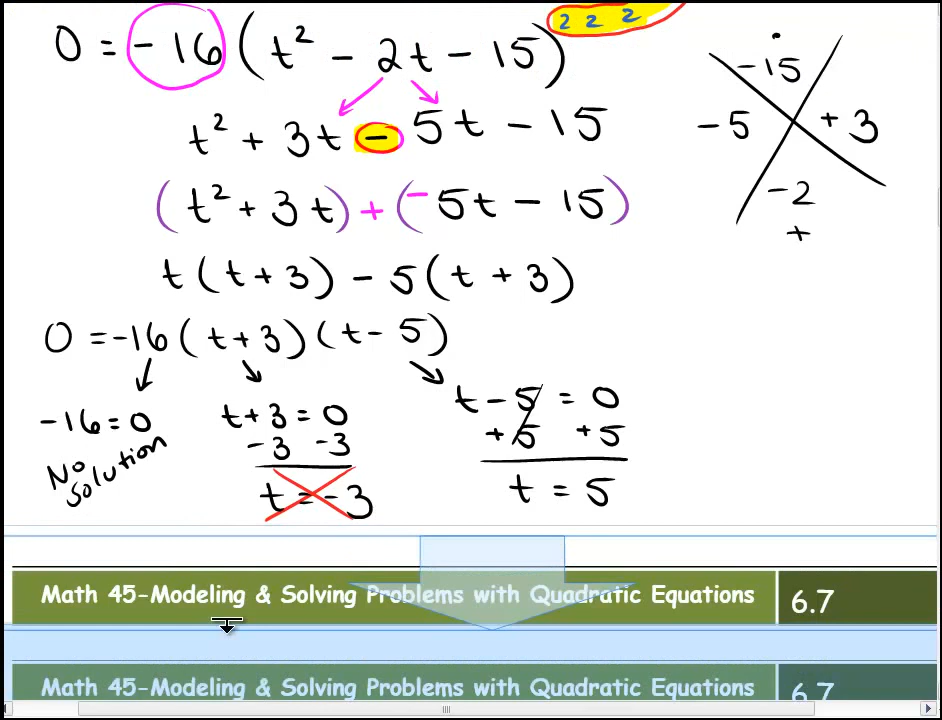 2 2 2
0 = -16 ( t² - 2t - 15 )
-15
t² + 3t - 5t - 15
-5 +3
( t² + 3t ) + ( -5t - 15 )
-2
+
t ( t + 3 ) - 5 ( t + 3 )
0 = -16 ( t + 3 ) ( t - 5 )
-16 = 0
No Solution
t + 3 = 0
-3 -3
t = -3
t - 5 = 0
+5 +5
t = 5
Math 45-Modeling & Solving Problems with Quadratic Equations 6.7
Math 45-Modeling & Solving Problems with Quadratic Equations 6.7